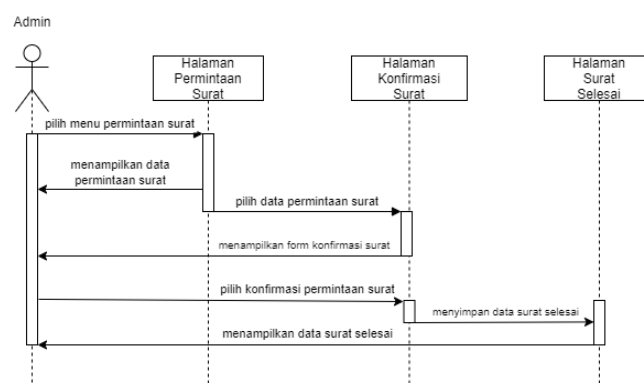 Admin
Halaman
Permintaan
Surat
Halaman
Konfirmasi
Surat
Halaman
Surat
Selesai
pilih menu permintaan surat
menampilkan data
permintaan surat
pilih data permintaan surat
menampilkan form konfirmasi surat
pilih konfirmasi permintaan surat
menyimpan data surat selesai
menampilkan data surat selesai